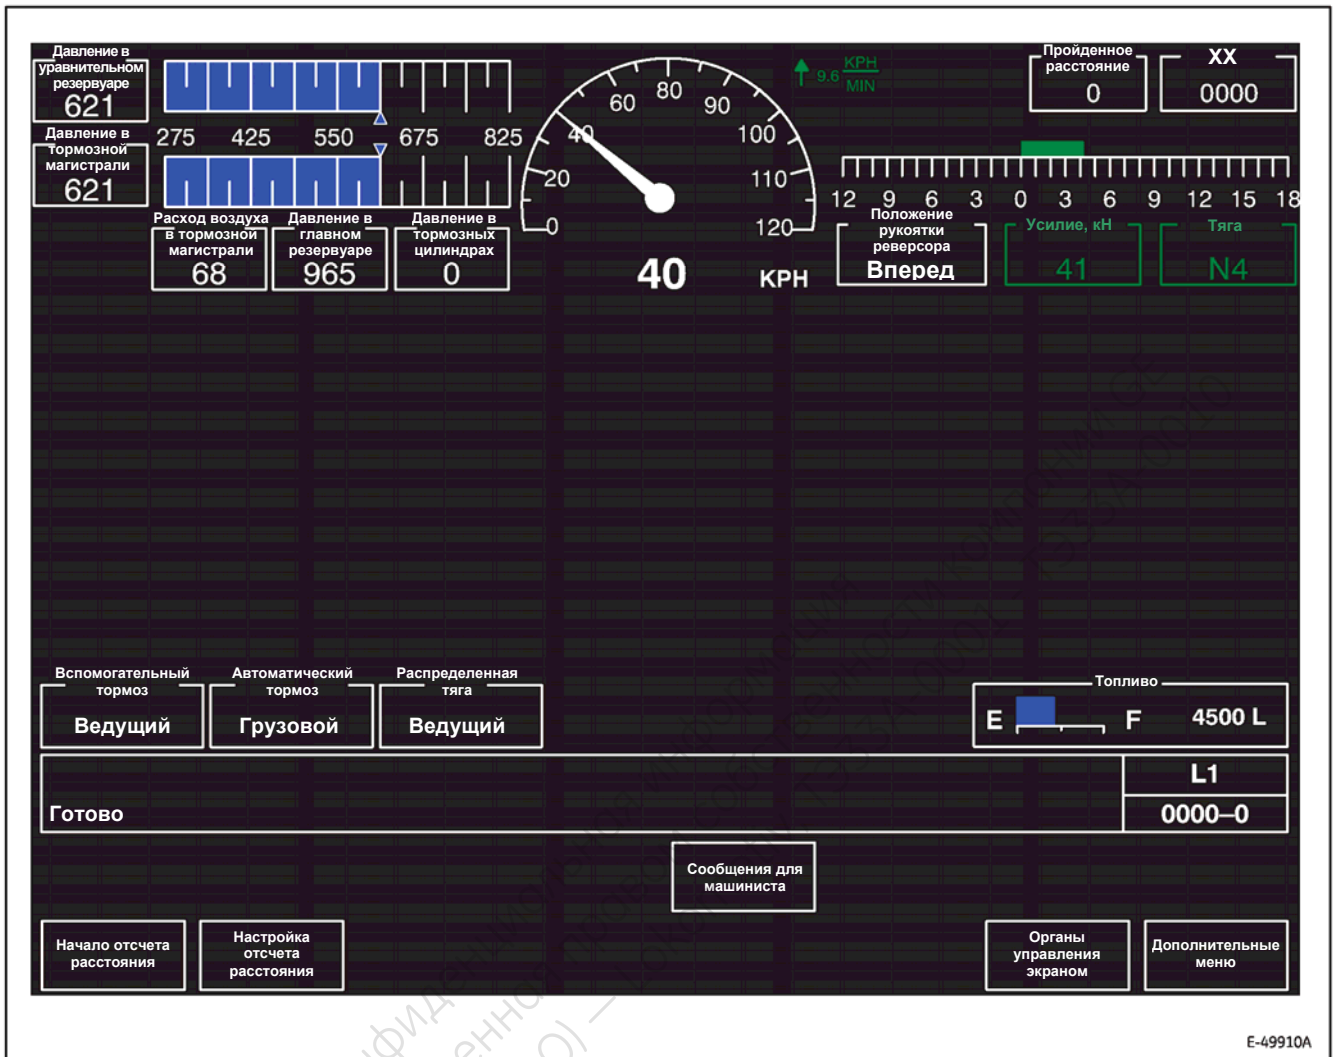 Давление в
уравнительном
резервуаре
621
Давление в
тормозной
магистрали
621
275 425 550 675 825
Расход воздуха
в тормозной
магистрали
68
Давление в
главном
резервуаре
965
Давление в
тормозных
цилиндрах
0
0 20 40 60 80 90 100 110 120
40 KPH
9.6 KPH
MIN
Пройденное
расстояние
0
XX
0000
12 9 6 3 0 3 6 9 12 15 18
Положение
рукоятки
реверсора
Вперед
Усилие, кН
41
Тяга
N4
Вспомогательный
тормоз
Ведущий
Автоматический
тормоз
Грузовой
Распределенная
тяга
Ведущий
Топливо
E F 4500 L
Готово
L1
0000–0
Сообщения для
машиниста
Начало отсчета
расстояния
Настройка
отсчета
расстояния
Органы
управления
экраном
Дополнительные
меню
E-49910A